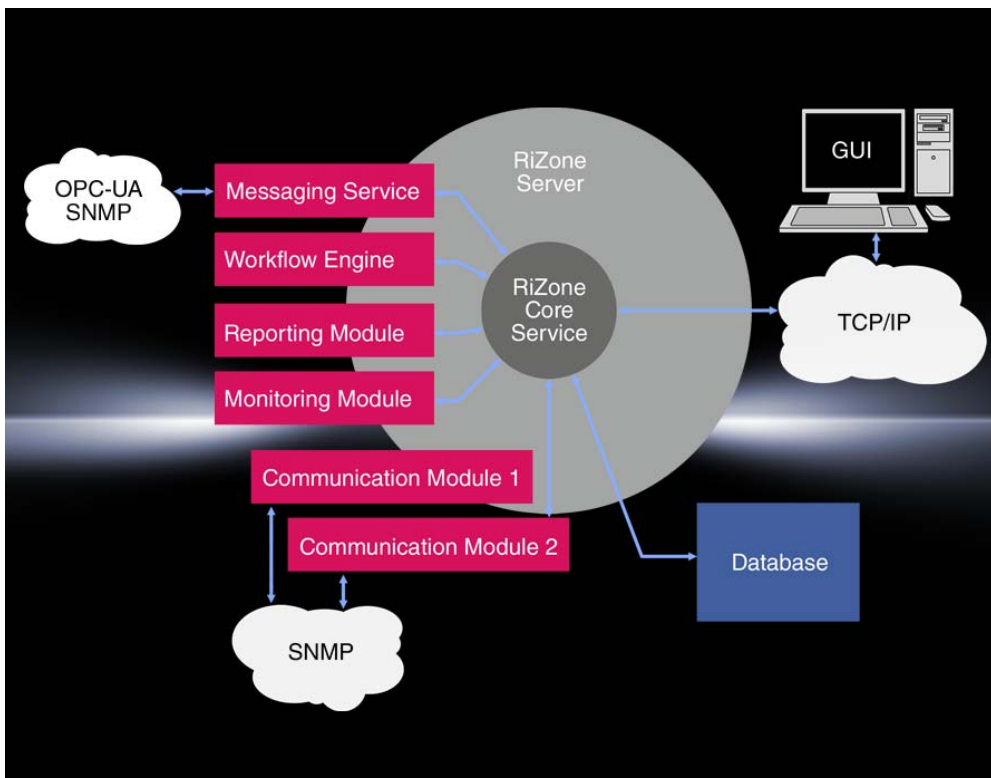 RiZone
Server
GUI
OPC-UA
SNMP
Messaging Service
Workflow Engine
RiZone
Core
Service
Reporting Module
TCP/IP
Monitoring Module
Communication Module 1
Communication Module 2
Database
SNMP